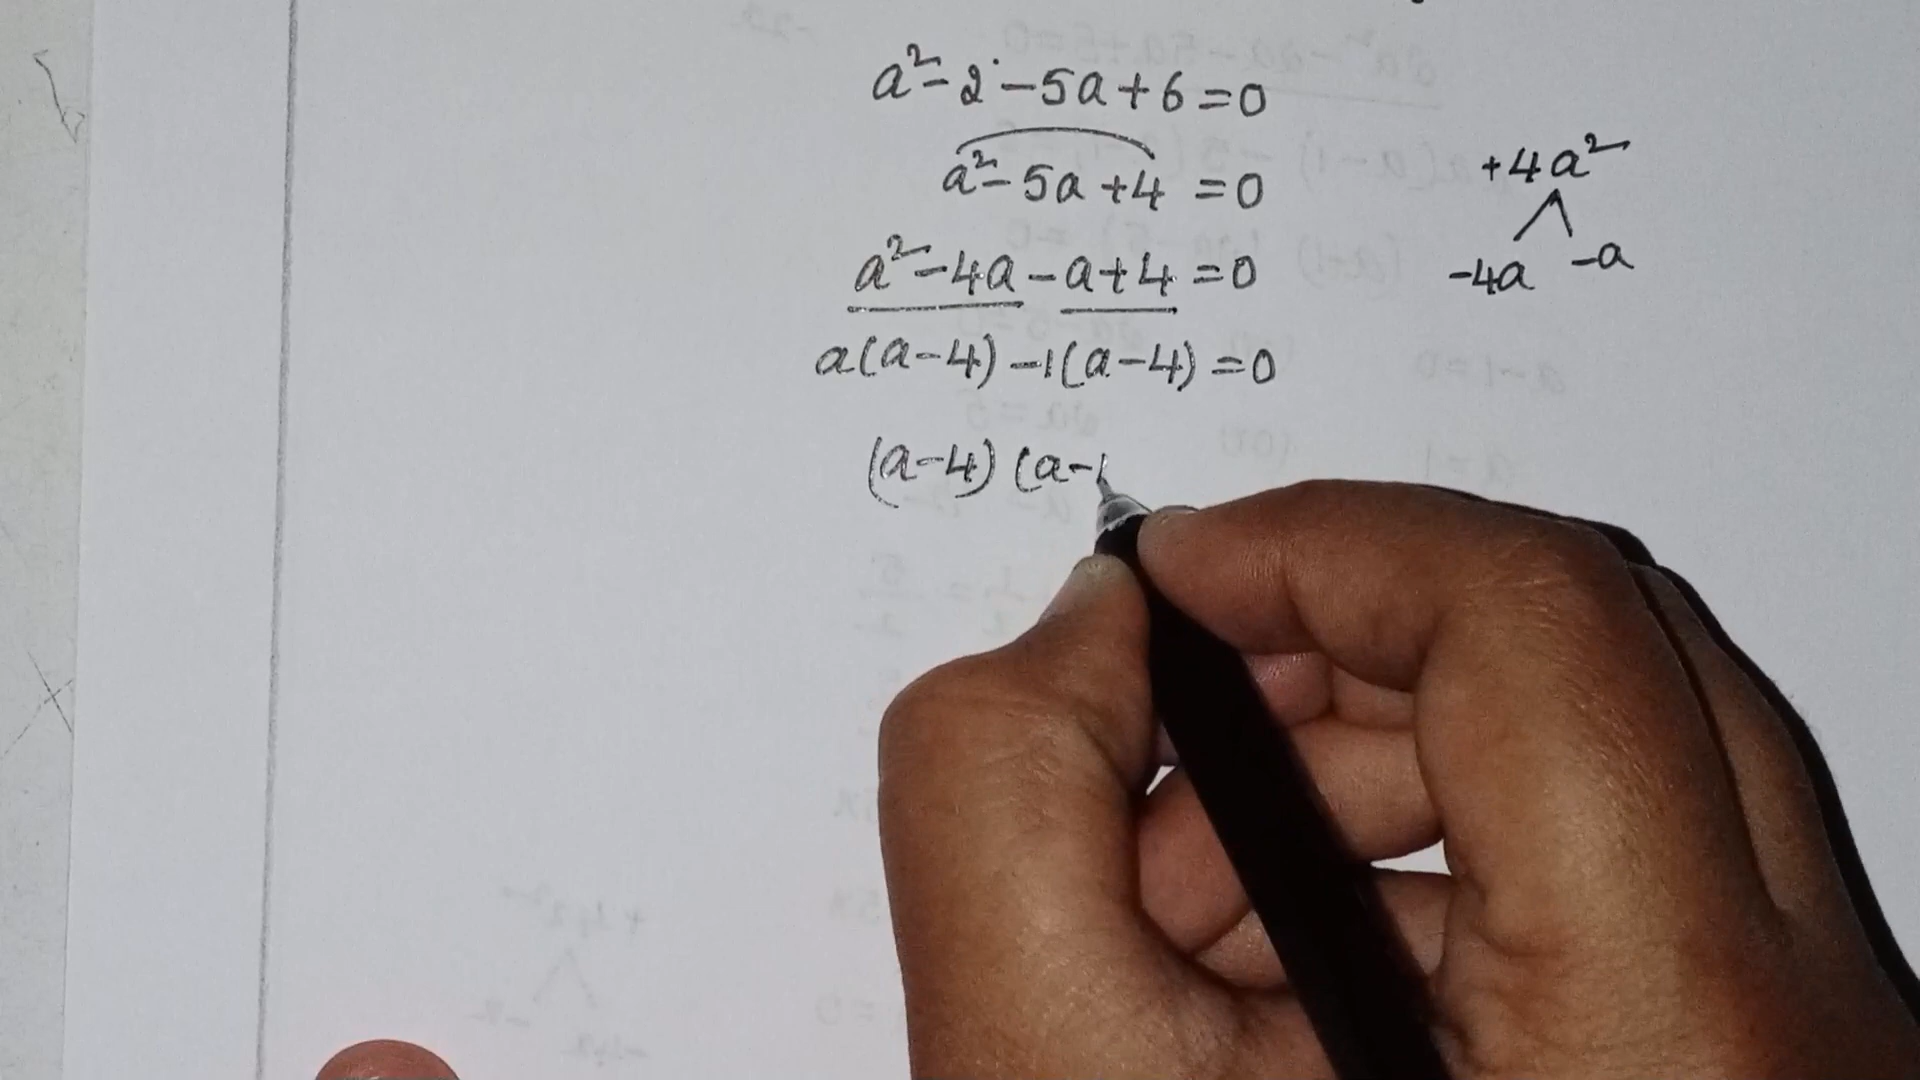 a² - 2 - 5a + 6 = 0
a² - 5a + 4 = 0
+4a²
-4a -a
a² - 4a - a + 4 = 0
a(a-4) -1(a-4) = 0
(a-4) (a-1